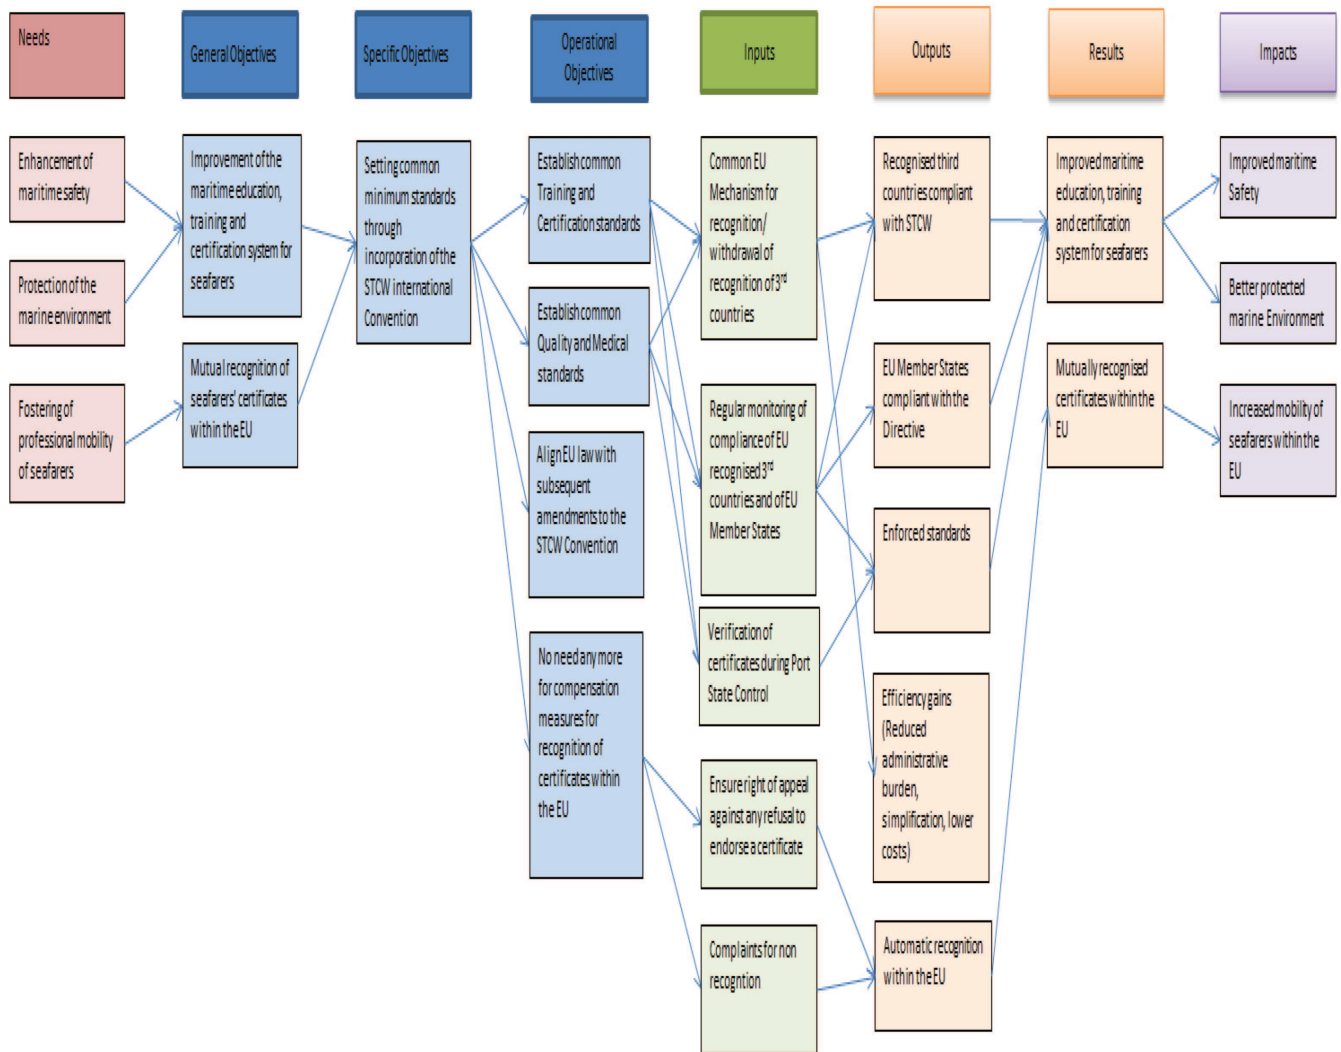 Needs
General Objectives
Specific Objectives
Operational
Objectives
Inputs
Outputs
Results
Impacts
Enhancement of
maritime safety
Protection of the
marine environment
Fostering of
professional mobility
of seafarers
Improvement of the
maritime education,
training and
certification system for
seafarers
Mutual recognition of
seafarers' certificates
within the EU
Setting common
minimum standards
through
incorporation of the
STCW international
Convention
Establish common
Training and
Certification standards
Establish common
Quality and Medical
standards
Align EU law with
subsequent
amendments to the
STCW Convention
No need any more
for compensation
measures for
recognition of
certificates within
the EU
Common EU
Mechanism for
recognition/
withdrawal of
recognition of 3rd
countries
Regular monitoring of
compliance of EU
recognised 3rd
countries and of EU
Member States
Verification of
certificates during Port
State Control
Ensure right of appeal
against any refusal to
endorse a certificate
Complaints for non
recogntion
Recognised third
countries compliant
with STCW
EU Member States
compliant with the
Directive
Enforced standards
Efficiency gains
(Reduced
administrative
burden,
simplification, lower
costs)
Automatic recognition
within the EU
Improved maritime
education, training
and certification
system for seafarers
Mutually recognised
certificates within the
EU
Improved maritime
Safety
Better protected
marine Environment
Increased mobility of
seafarers within the
EU